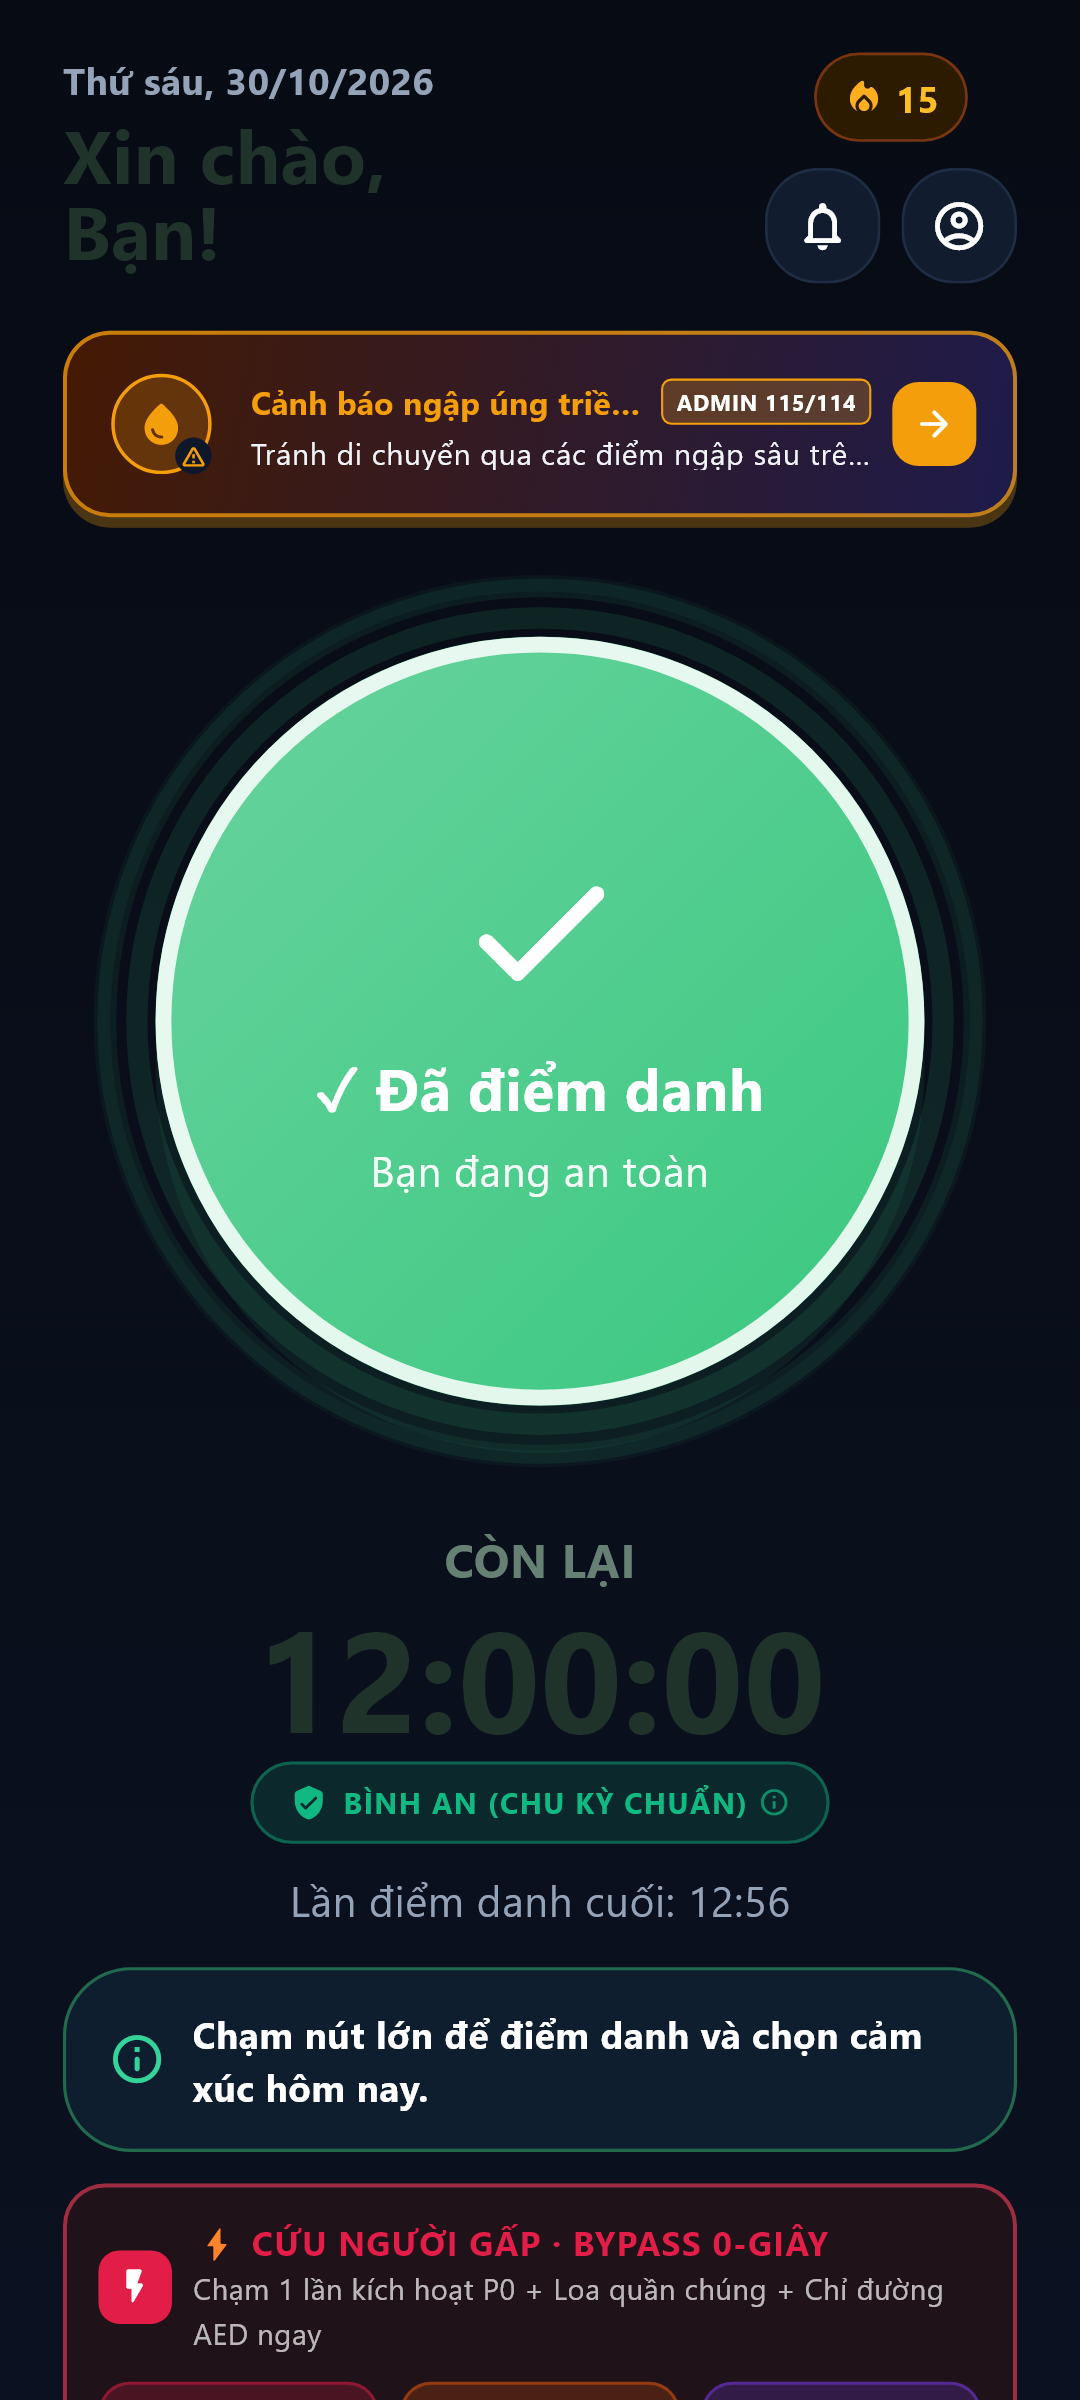 Thứ sáu, 30/10/2026
15
Xin chào,
Bạn!
Cảnh báo ngập úng triề...
ADMIN 115/114
Tránh di chuyển qua các điểm ngập sâu trê...
✓ Đã điểm danh
Bạn đang an toàn
CÒN LẠI
12:00:00
BÌNH AN (CHU KỲ CHUẨN)
Lần điểm danh cuối: 12:56
Chạm nút lớn để điểm danh và chọn cảm
xúc hôm nay.
CỨU NGƯỜI GẤP · BYPASS 0-GIÂY
Chạm 1 lần kích hoạt P0 + Loa quần chúng + Chỉ đường
AED ngay